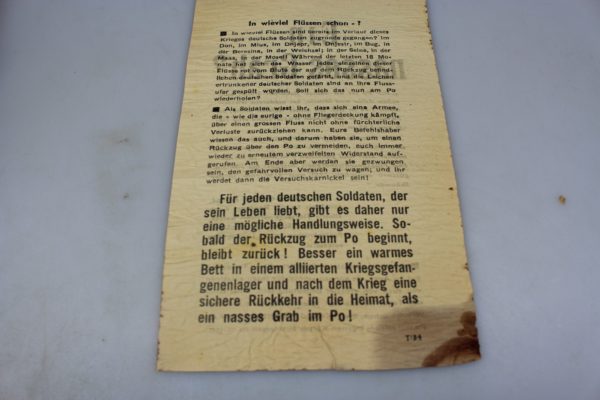 In wieviel Flüssen schon - ?
■ In wieviel Flüssen sind bereits im Verlauf dieses
Krieges deutsche Soldaten zugrunde gegangen? Im
Don, im Mius, im Dnjepr, im Dnjestr, im Bug, in
der Beresina, in der Weichsel; in der Seine, in der
Maas, in der Mosel! Während der letzten 18 Mo-
nate hat sich das Wasser jedes einzelnen dieser
Flüsse rot vom Blute der auf dem Rückzug befind-
lichen deutschen Soldaten gefärbt, und die Leichen
ertrunkener deutscher Soldaten sind an ihre Fluss-
ufer gespült worden. Soll sich das nun am Po
wiederholen?
■ Als Soldaten wisst ihr, dass sich eine Armee,
die - wie die eurige - ohne Fliegerdeckung kämpft,
über einen grossen Fluss nicht ohne fürchterliche
Verluste zurückziehen kann. Eure Befehlshaber
wissen das auch, und darum haben sie, um einen
Rückzug über den Po zu vermeiden, euch immer
wieder zu erneutem verzweifelten Widerstand auf-
gerufen. Am Ende aber werden sie gezwungen
sein, den gefahrvollen Versuch zu wagen; und ihr
werdet dann die Versuchskarnickel sein!
Für jeden deutschen Soldaten, der
sein Leben liebt, gibt es daher nur
eine mögliche Handlungsweise. So-
bald der Rückzug zum Po beginnt,
bleibt zurück! Besser ein warmes
Bett in einem alliierten Kriegsgefan-
genenlager und nach dem Krieg eine
sichere Rückkehr in die Heimat, als
ein nasses Grab im Po!